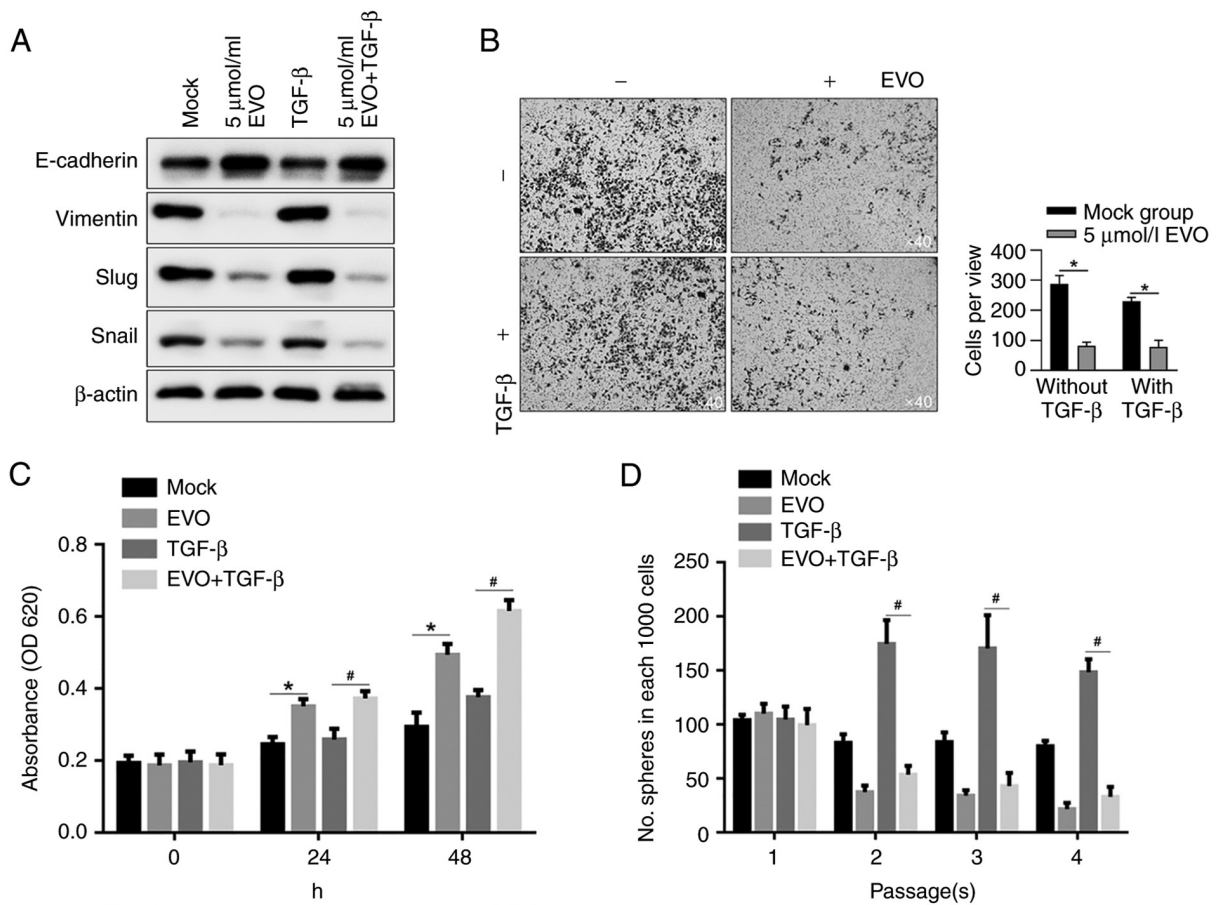 A
Mock
5 μmol/ml
EVO
TGF-β
5 μmol/ml
EVO+TGF-β
E-cadherin
Vimentin
Slug
Snail
β-actin
B
− + EVO
−
+
TGF-β
×40
×40
×40
×40
Mock group
5 μmol/l EVO
Cells per view
400
300
200
100
0
*
*
Without
TGF-β
With
TGF-β
C
Mock
EVO
TGF-β
EVO+TGF-β
Absorbance (OD 620)
0.8
0.6
0.4
0.2
0.0
*
#
*
#
0 24 48
h
D
Mock
EVO
TGF-β
EVO+TGF-β
No. spheres in each 1000 cells
250
200
150
100
50
0
#
#
#
1 2 3 4
Passage(s)